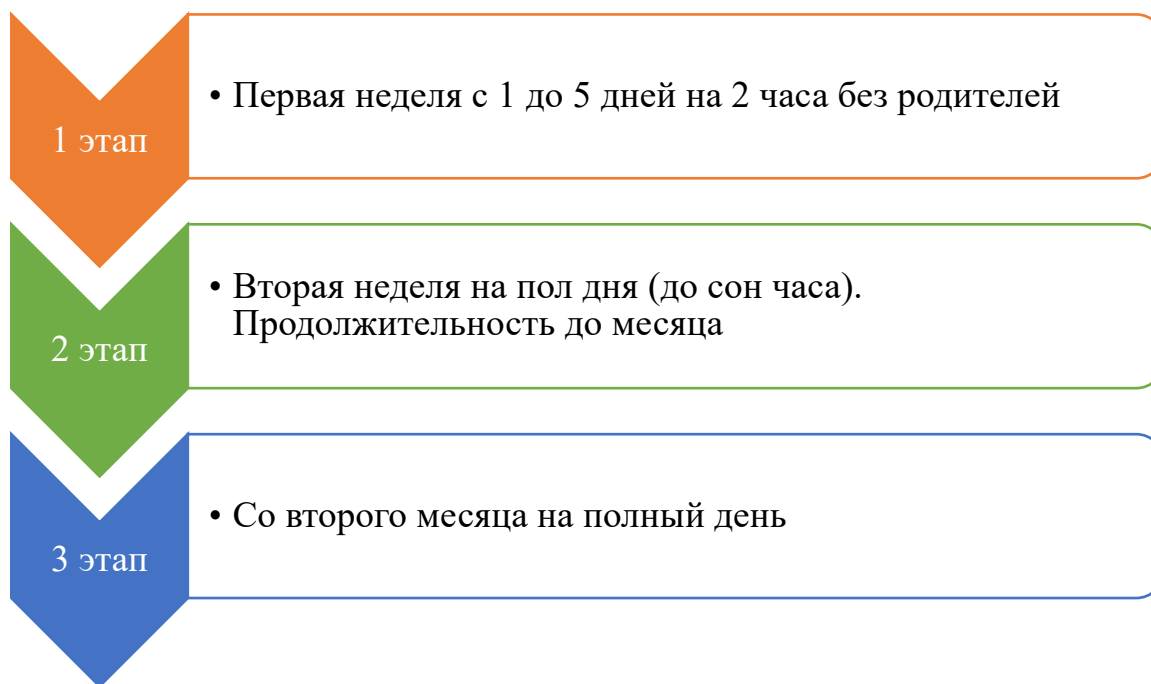 1 этап
• Первая неделя с 1 до 5 дней на 2 часа без родителей
2 этап
• Вторая неделя на пол дня (до сон часа).
Продолжительность до месяца
3 этап
• Со второго месяца на полный день